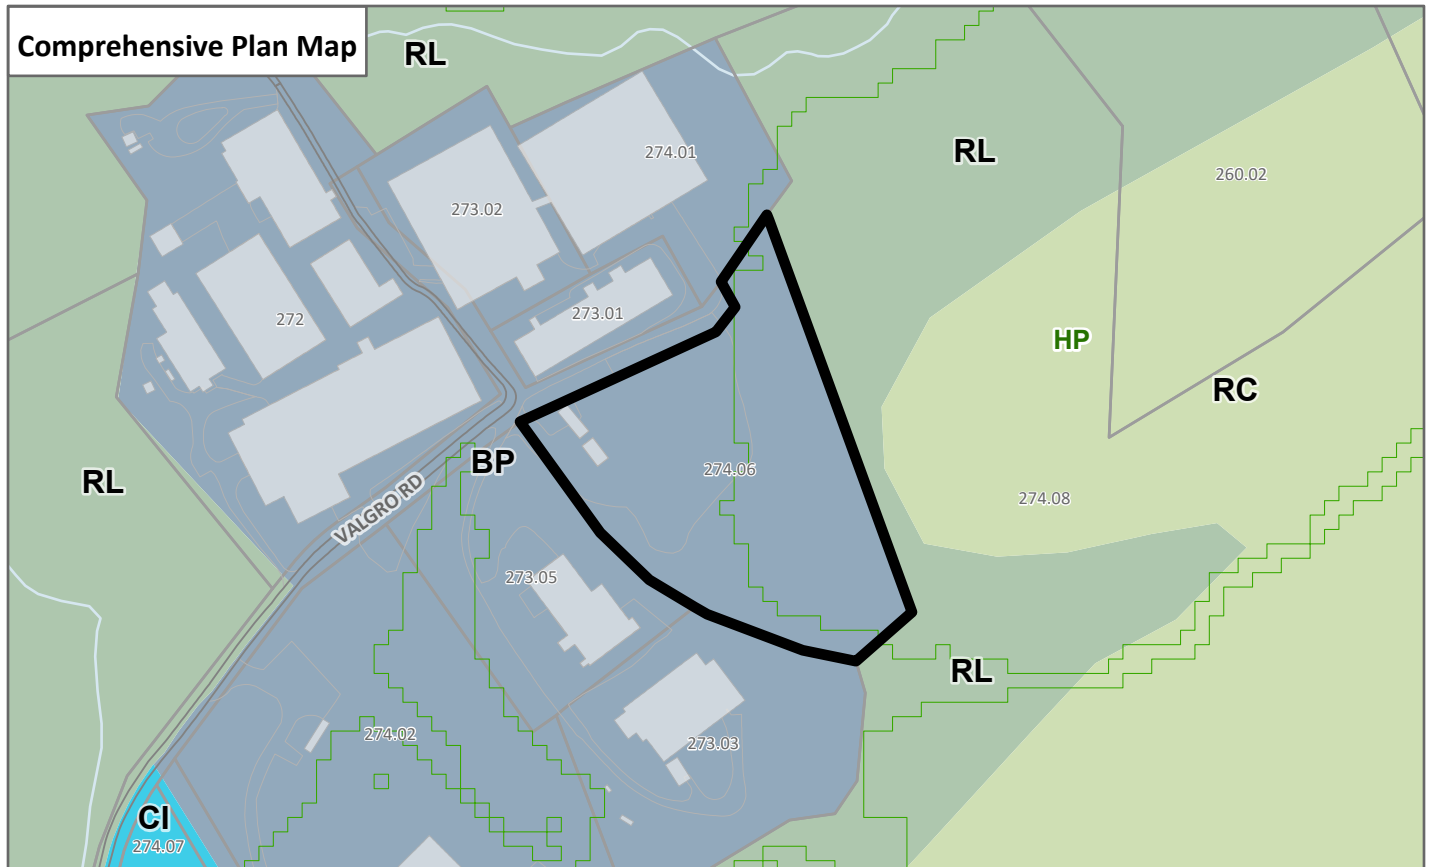 Comprehensive Plan Map
RL
274.01
RL
260.02
273.02
273.01
272
HP
RC
BP
274.06
RL
274.08
VALGRO RD
273.05
RL
274.02
273.03
CI
274.07